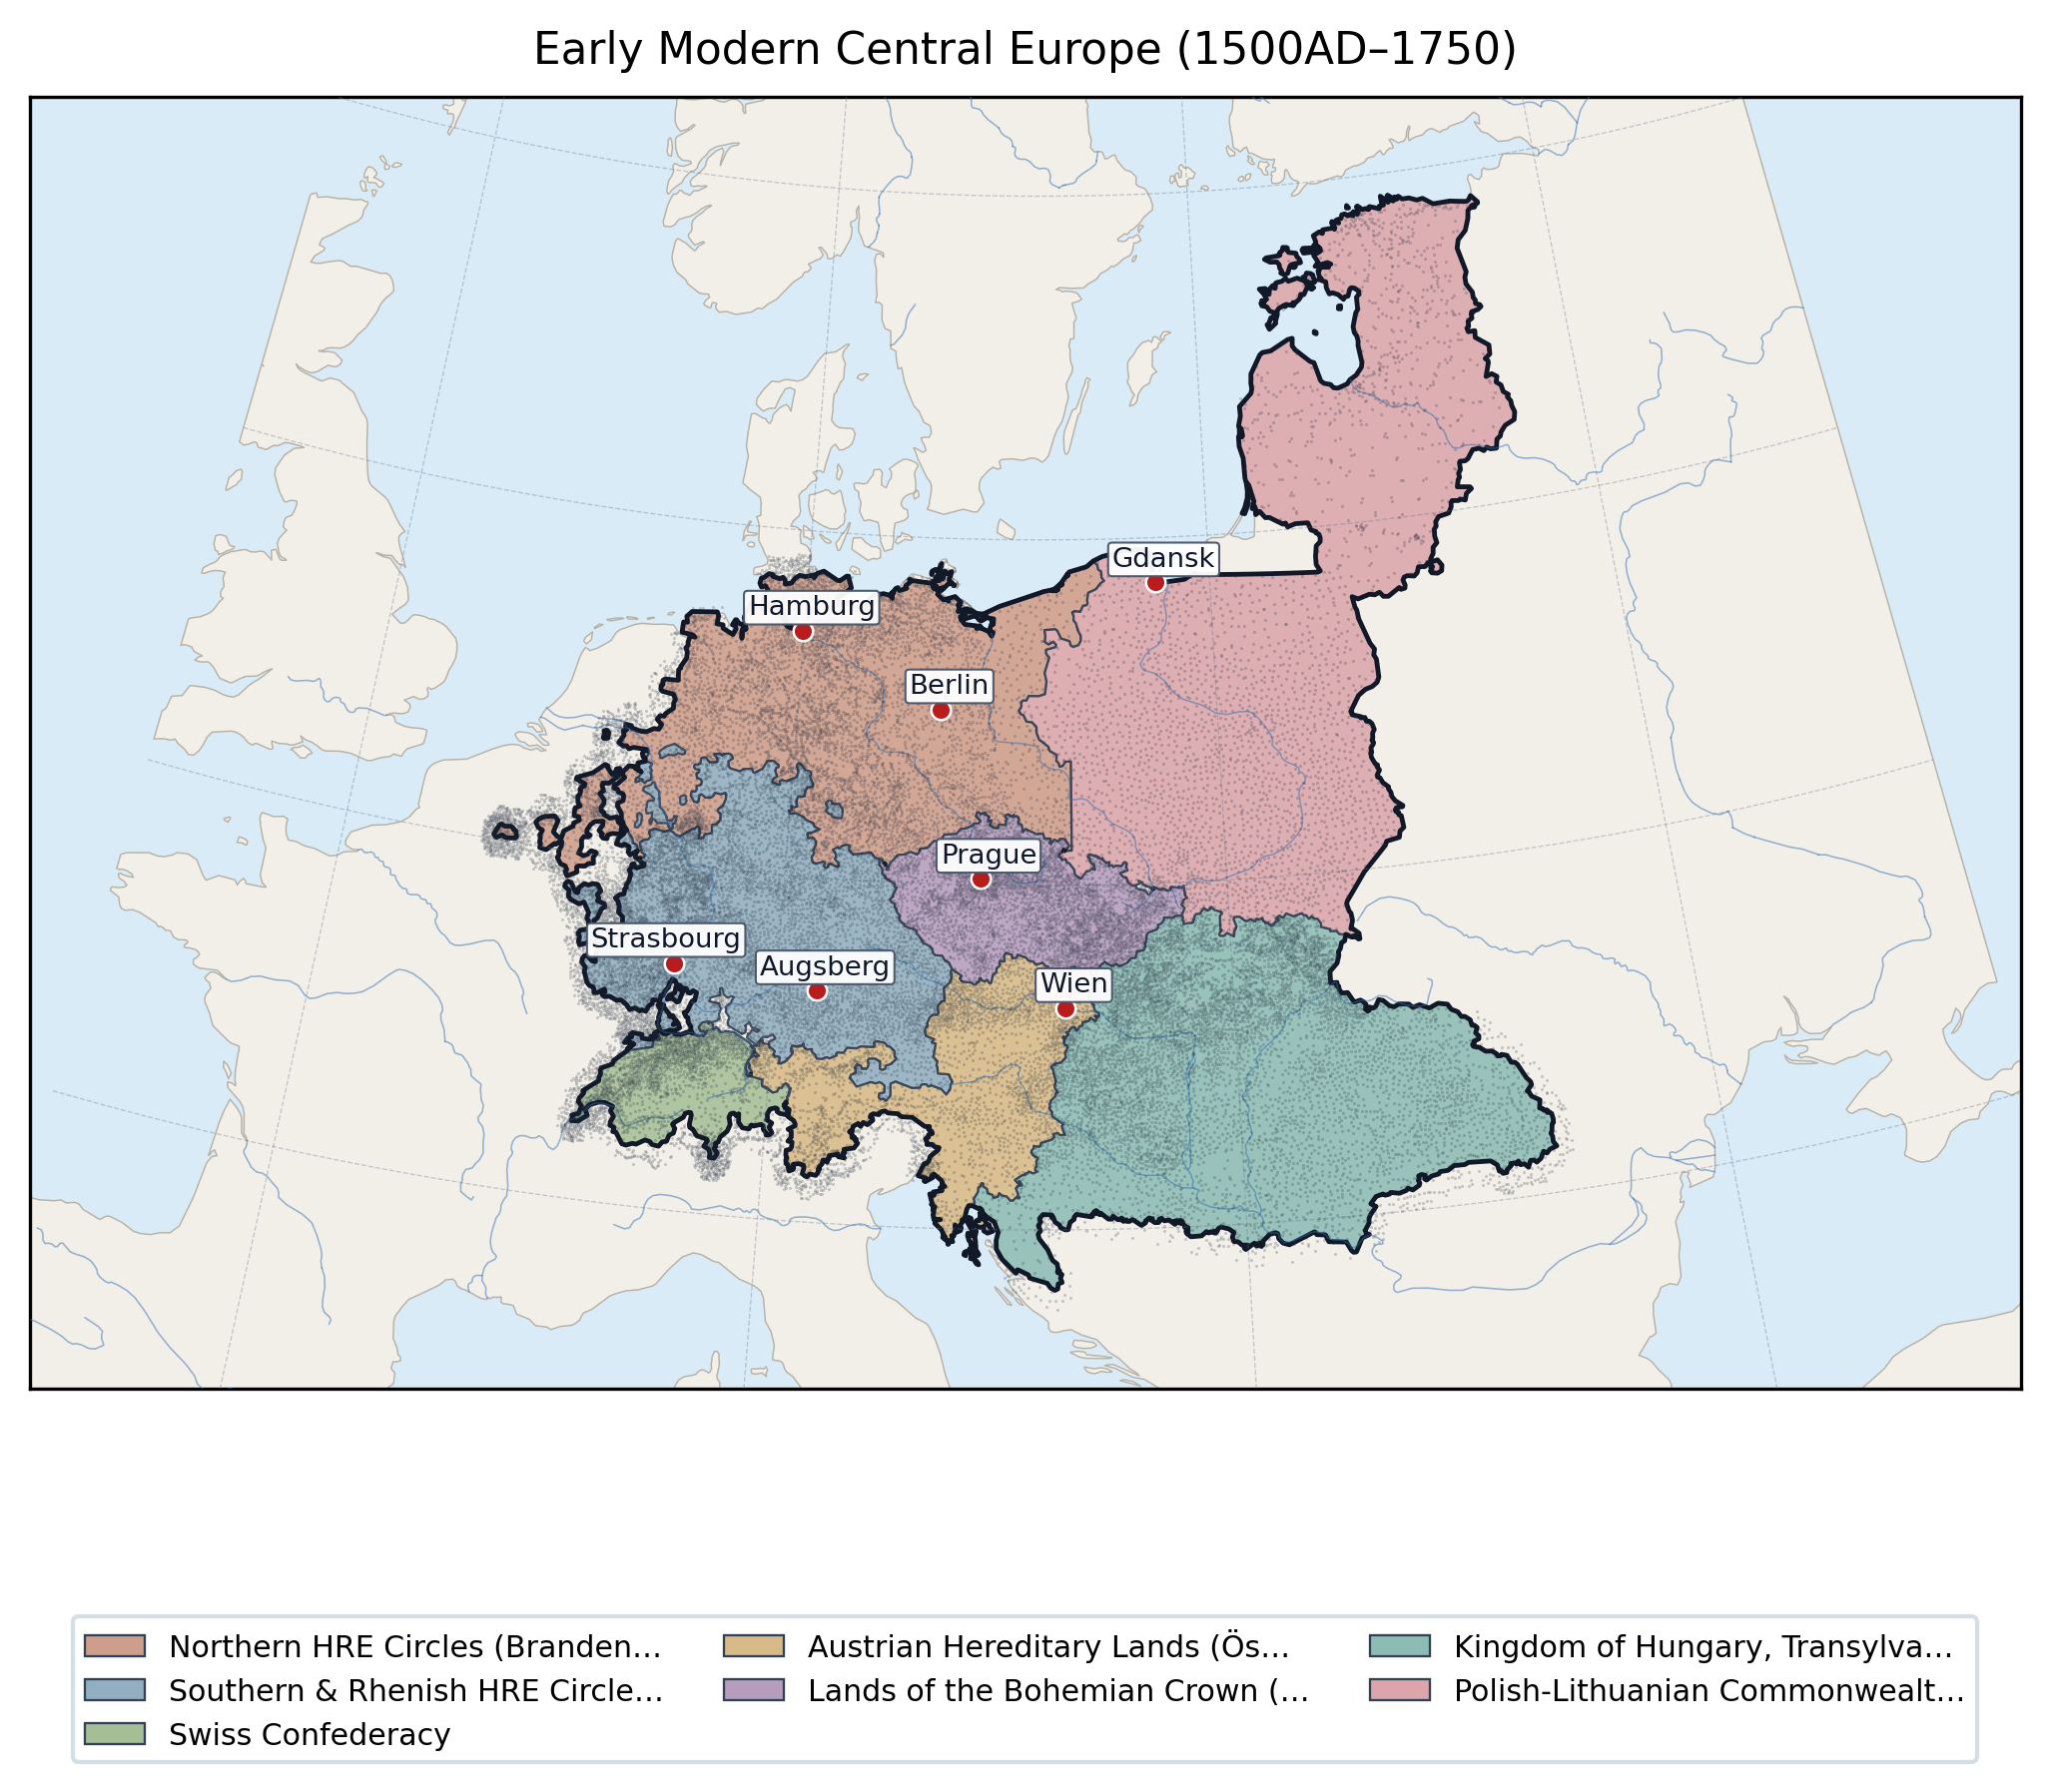 Early Modern Central Europe (1500AD–1750)
Gdansk
Hamburg
Berlin
Prague
Strasbourg
Augsberg
Wien
Northern HRE Circles (Branden...
Southern & Rhenish HRE Circle...
Swiss Confederacy
Austrian Hereditary Lands (Ös...
Lands of the Bohemian Crown (...
Kingdom of Hungary, Transylva...
Polish-Lithuanian Commonwealt...